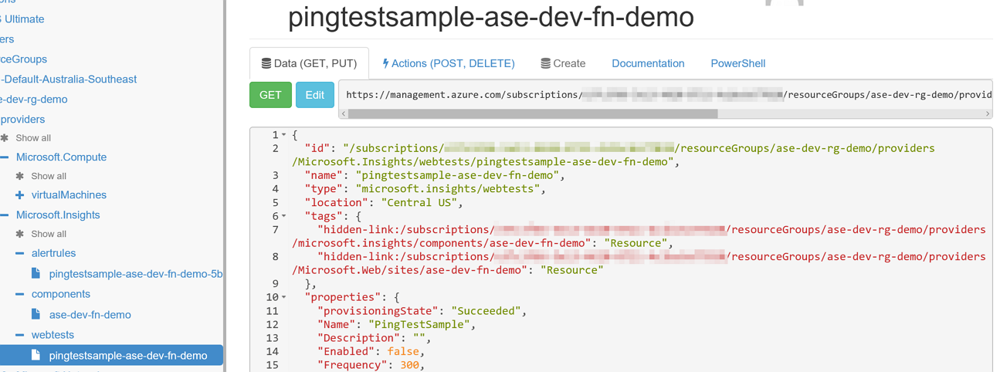 pingtestsample-ase-dev-fn-demo
Ultimate
ers
ceGroups
-Default-Australia-Southeast
e-dev-rg-demo
providers
Show all
Microsoft.Compute
Show all
virtualMachines
Microsoft.Insights
Show all
alertrules
pingtestsample-ase-dev-fn-demo-5b
components
ase-dev-fn-demo
webtests
pingtestsample-ase-dev-fn-demo
Data (GET, PUT) Actions (POST, DELETE) Create Documentation PowerShell
GET Edit https://management.azure.com/subscriptions/ /resourceGroups/ase-dev-rg-demo/provid
1 {
2 "id": "/subscriptions/ /resourceGroups/ase-dev-rg-demo/providers
/Microsoft.Insights/webtests/pingtestsample-ase-dev-fn-demo",
3 "name": "pingtestsample-ase-dev-fn-demo",
4 "type": "microsoft.insights/webtests",
5 "location": "Central US",
6 "tags": {
7 "hidden-link:/subscriptions/ /resourceGroups/ase-dev-rg-demo/providers
/microsoft.insights/components/ase-dev-fn-demo": "Resource",
8 "hidden-link:/subscriptions/ /resourceGroups/ase-dev-rg-demo/providers
/Microsoft.Web/sites/ase-dev-fn-demo": "Resource"
9 },
10 "properties": {
11 "provisioningState": "Succeeded",
12 "Name": "PingTestSample",
13 "Description": "",
14 "Enabled": false,
15 "Frequency": 300,